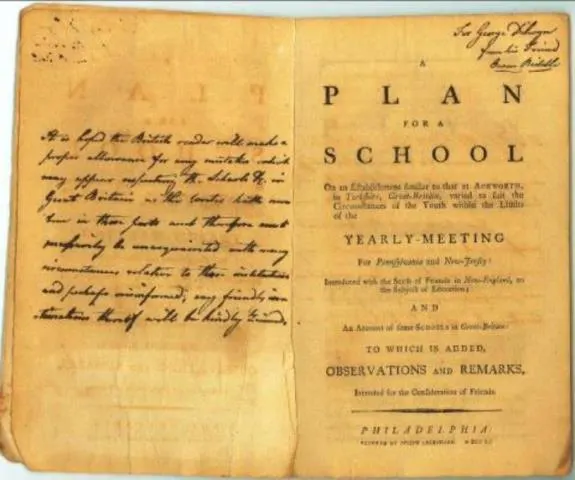 It is hoped the British reader will make a
proper allowance for any mistakes which
may appear respecting the Schools &c. in
Great Britain as the writer hath never
been in those parts and therefore must
necessarily be unacquainted with many
circumstances relative to those institutions
and perhaps misinformed; any friendly
will be kindly
For George Dillwyn
from his Friend
Owen Biddle
A
PLAN
FOR A
SCHOOL
On an Establishment similar to that at ACKWORTH,
in Yorkshire, Great-Britain, varied to suit the
Circumstances of the Youth within the Limits
of the
YEARLY-MEETING
For Pennsylvania and New-Jersey:
Introduced with the Sense of Friends in New-England, on
the Subject of Education;
AND
An Account of some SCHOOLS in Great-Britain:
TO WHICH IS ADDED,
OBSERVATIONS AND REMARKS,
Intended for the Consideration of Friends.
PHILADELPHIA:
PRINTED BY JOSEPH CRUKSHANK.